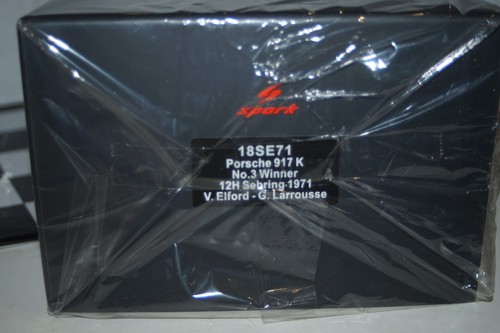 spark
18SE71
Porsche 917 K
No.3 Winner
12H Sebring 1971
V. Elford - G. Larrousse